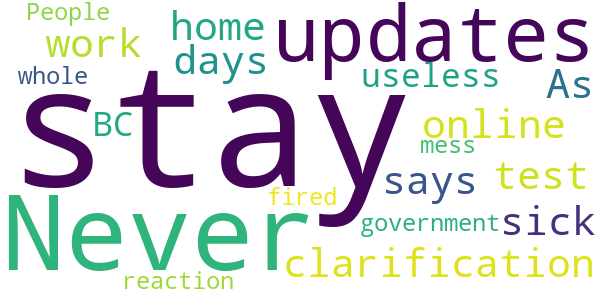 People
home
updates
work
days
whole
useless
As
stay
BC
online
mess
says
test
Never
fired
government
sick
clarification
reaction